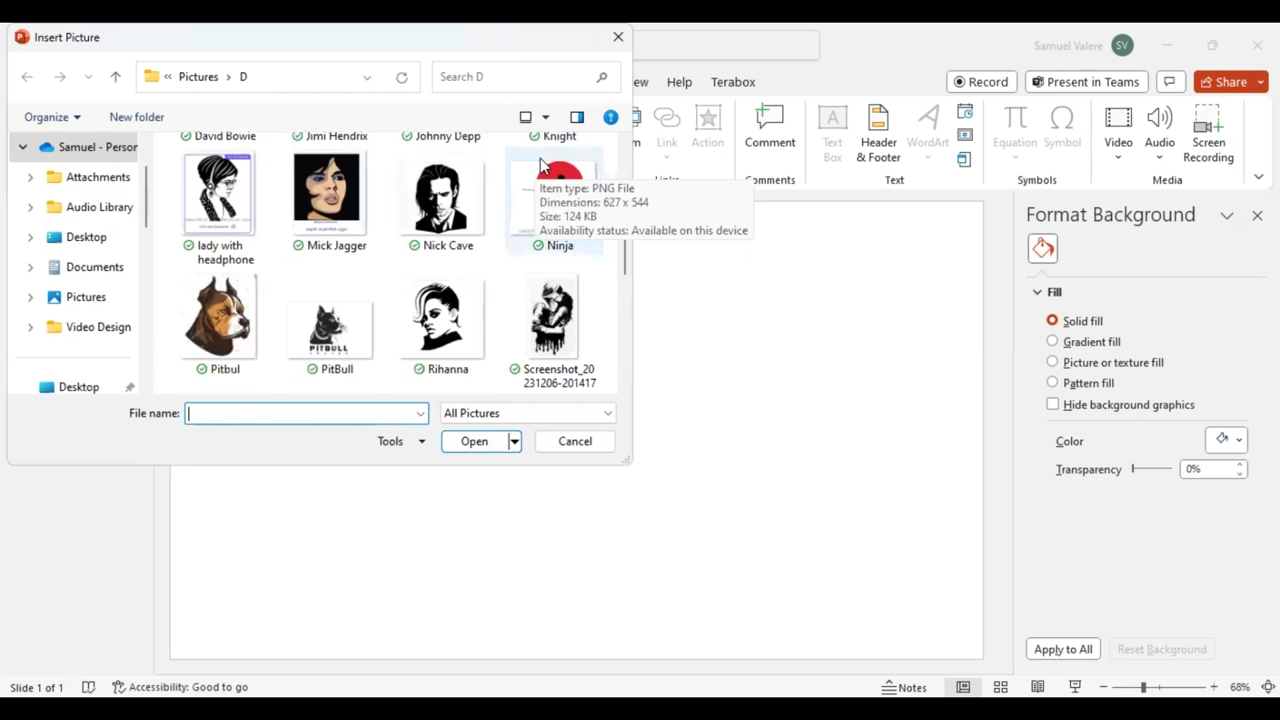 Insert Picture
Samuel Valere SV
« Pictures › D
Search D
ew Help Terabox
Record
Present in Teams
Share
Organize
New folder
David Bowie
Jimi Hendrix
Johnny Depp
Knight
m Link Action
Comment
Text
Box
Header
& Footer
WordArt
Equation
Symbol
Video
Audio
Screen
Recording
Links
Comments
Text
Symbols
Media
Samuel - Person
Attachments
Audio Library
Desktop
Documents
Pictures
Video Design
Desktop
lady with
headphone
Mick Jagger
Nick Cave
Ninja
Item type: PNG File
Dimensions: 627 x 544
Size: 124 KB
Availability status: Available on this device
PITBULL
Pitbul
PitBull
Rihanna
Screenshot_20
231206-201417
File name:
All Pictures
Tools
Open
Cancel
Format Background
Fill
Solid fill
Gradient fill
Picture or texture fill
Pattern fill
Hide background graphics
Color
Transparency
0%
Apply to All
Reset Background
Slide 1 of 1
Accessibility: Good to go
Notes
68%